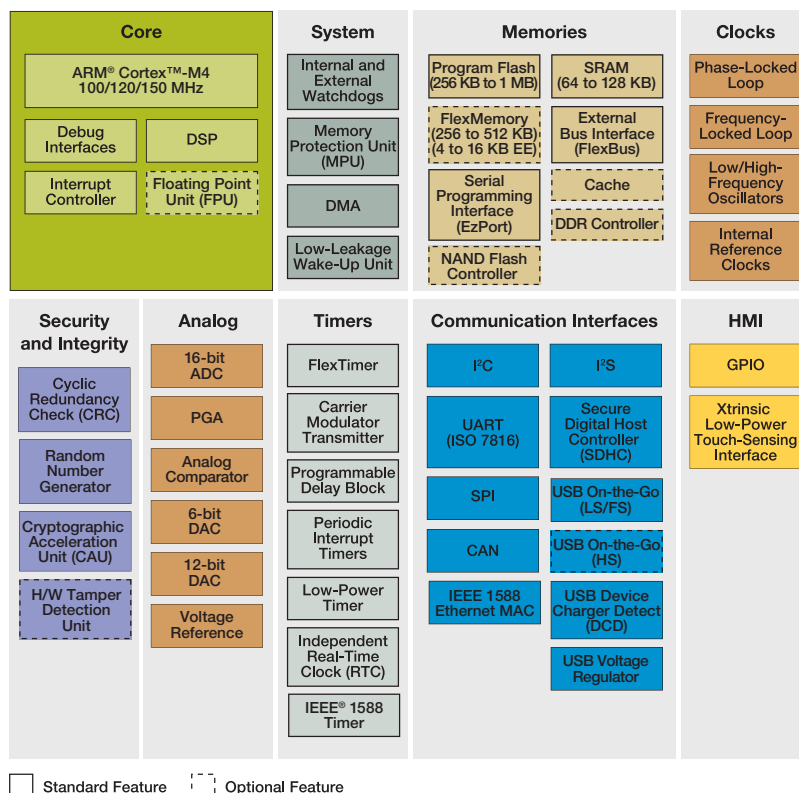 Core
ARM® Cortex™-M4
100/120/150 MHz
Debug
Interfaces
DSP
Interrupt
Controller
Floating Point
Unit (FPU)
System
Internal and
External
Watchdogs
Memory
Protection Unit
(MPU)
DMA
Low-Leakage
Wake-Up Unit
Memories
Program Flash
(256 KB to 1 MB)
SRAM
(64 to 128 KB)
FlexMemory
(256 to 512 KB)
(4 to 16 KB EE)
External
Bus Interface
(FlexBus)
Serial
Programming
Interface
(EzPort)
Cache
DDR Controller
NAND Flash
Controller
Clocks
Phase-Locked
Loop
Frequency-
Locked Loop
Low/High-
Frequency
Oscillators
Internal
Reference
Clocks
Security
and Integrity
Cyclic
Redundancy
Check (CRC)
Random
Number
Generator
Cryptographic
Acceleration
Unit (CAU)
H/W Tamper
Detection
Unit
Analog
16-bit
ADC
PGA
Analog
Comparator
6-bit
DAC
12-bit
DAC
Voltage
Reference
Timers
FlexTimer
Carrier
Modulator
Transmitter
Programmable
Delay Block
Periodic
Interrupt
Timers
Low-Power
Timer
Independent
Real-Time
Clock (RTC)
IEEE® 1588
Timer
Communication Interfaces
I²C
I²S
UART
(ISO 7816)
Secure
Digital Host
Controller
(SDHC)
SPI
USB On-the-Go
(LS/FS)
CAN
USB On-the-Go
(HS)
IEEE 1588
Ethernet MAC
USB Device
Charger Detect
(DCD)
USB Voltage
Regulator
HMI
GPIO
Xtrinsic
Low-Power
Touch-Sensing
Interface
Standard Feature
Optional Feature